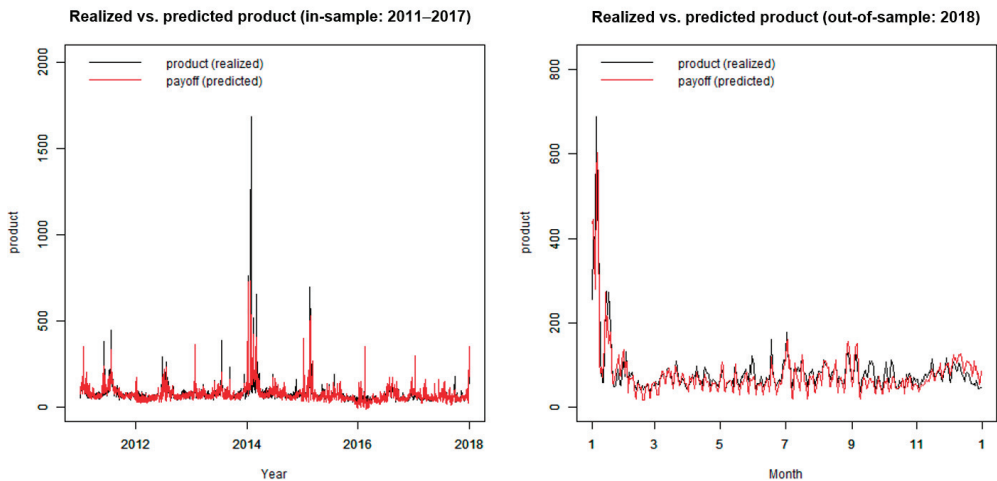 Realized vs. predicted product (in-sample: 2011–2017)
product (realized)
payoff (predicted)
2000
1500
1000
500
0
product
2012
2014
2016
2018
Year
Realized vs. predicted product (out-of-sample: 2018)
product (realized)
payoff (predicted)
800
600
400
200
0
product
1
3
5
7
9
11
1
Month